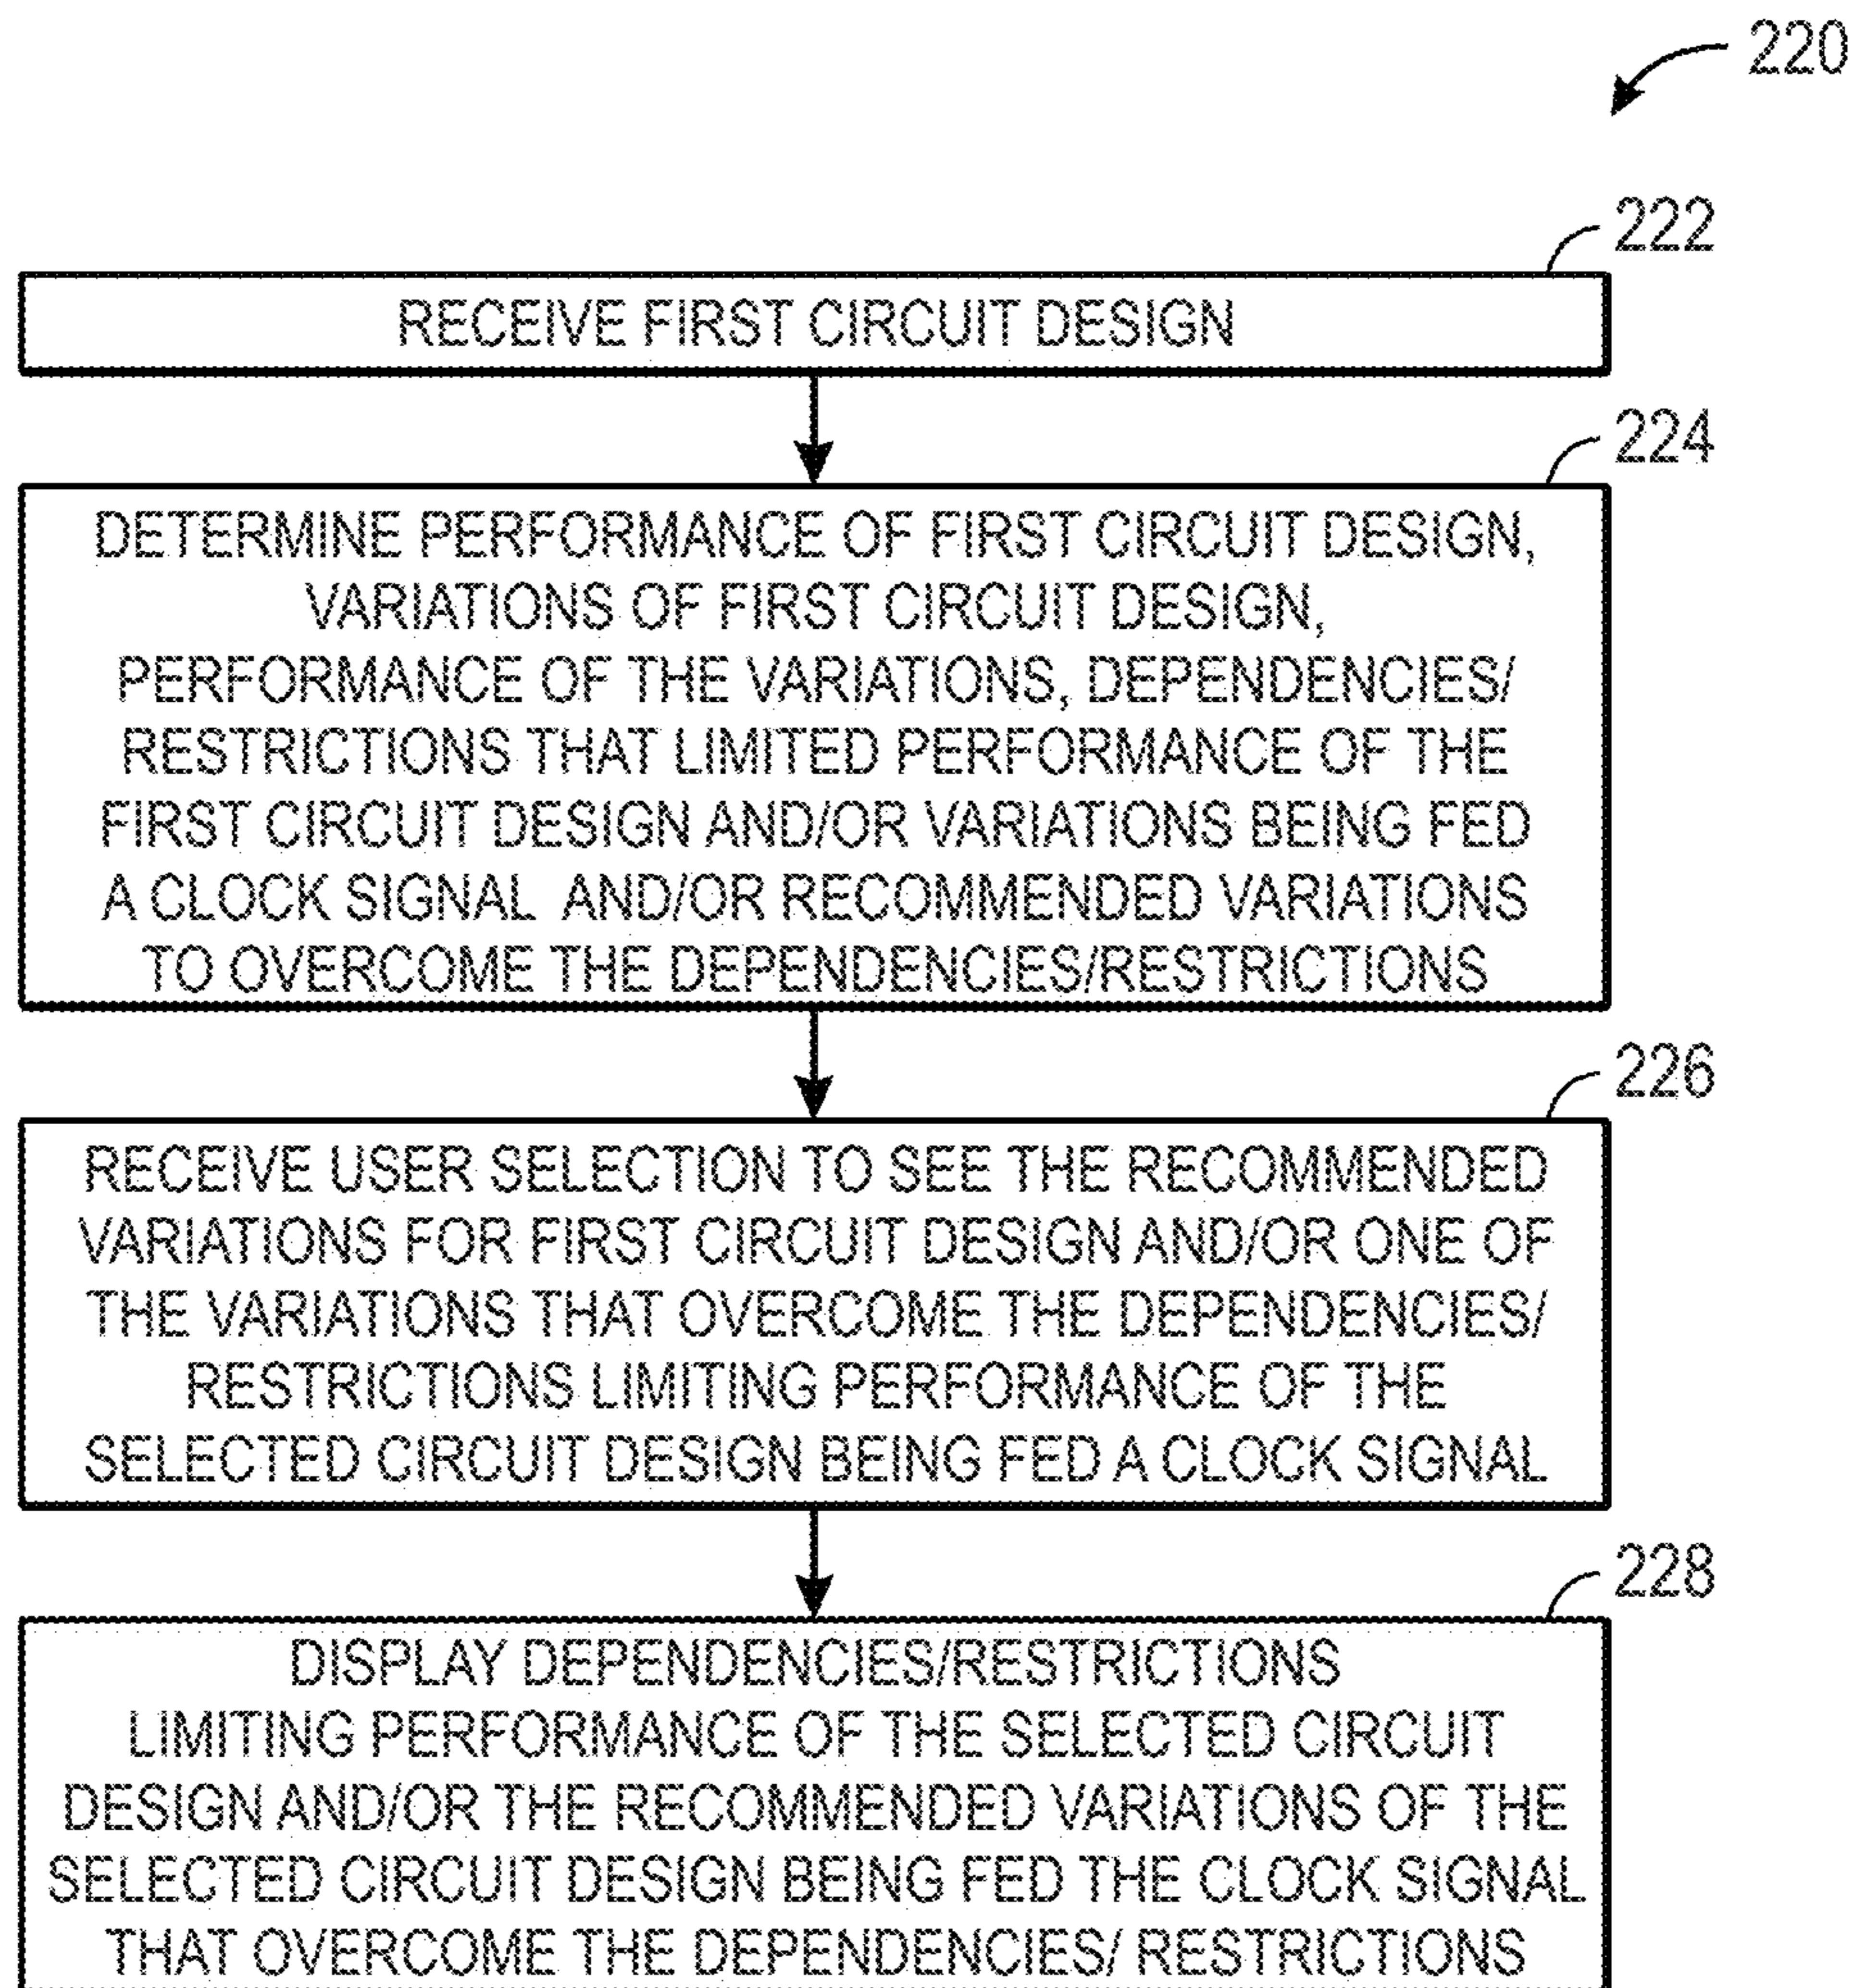 220
222
RECEIVE FIRST CIRCUIT DESIGN
224
DETERMINE PERFORMANCE OF FIRST CIRCUIT DESIGN,
VARIATIONS OF FIRST CIRCUIT DESIGN,
PERFORMANCE OF THE VARIATIONS, DEPENDENCIES/
RESTRICTIONS THAT LIMITED PERFORMANCE OF THE
FIRST CIRCUIT DESIGN AND/OR VARIATIONS BEING FED
A CLOCK SIGNAL AND/OR RECOMMENDED VARIATIONS
TO OVERCOME THE DEPENDENCIES/RESTRICTIONS
226
RECEIVE USER SELECTION TO SEE THE RECOMMENDED
VARIATIONS FOR FIRST CIRCUIT DESIGN AND/OR ONE OF
THE VARIATIONS THAT OVERCOME THE DEPENDENCIES/
RESTRICTIONS LIMITING PERFORMANCE OF THE
SELECTED CIRCUIT DESIGN BEING FED A CLOCK SIGNAL
228
DISPLAY DEPENDENCIES/RESTRICTIONS
LIMITING PERFORMANCE OF THE SELECTED CIRCUIT
DESIGN AND/OR THE RECOMMENDED VARIATIONS OF THE
SELECTED CIRCUIT DESIGN BEING FED THE CLOCK SIGNAL
THAT OVERCOME THE DEPENDENCIES/ RESTRICTIONS